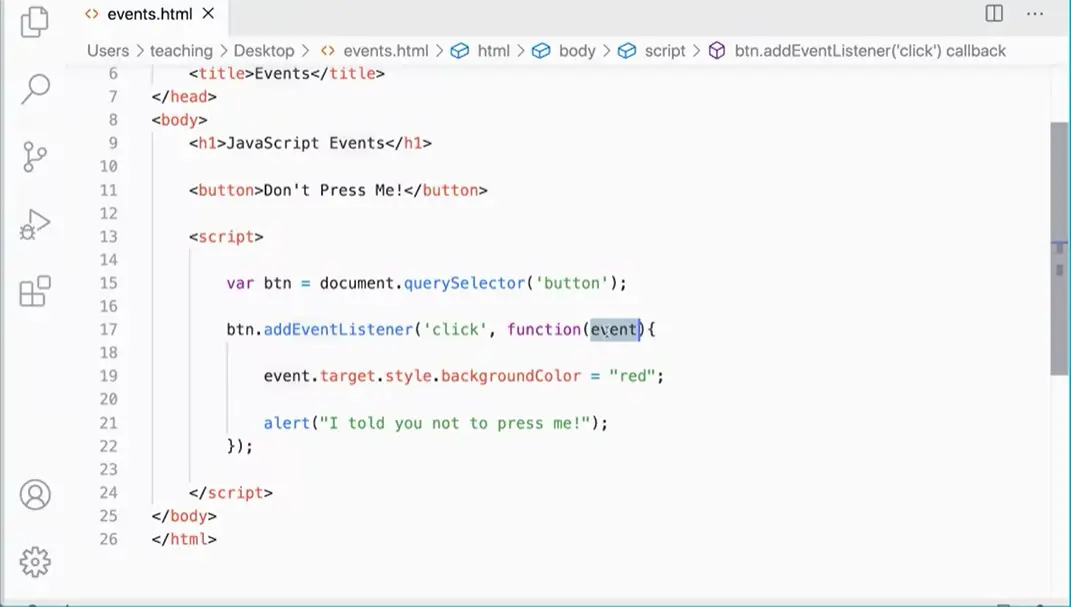 events.html
Users > teaching > Desktop > events.html > html > body > script > btn.addEventListener('click') callback
6 <title>Events</title>
7 </head>
8 <body>
9 <h1>JavaScript Events</h1>
10
11 <button>Don't Press Me!</button>
12
13 <script>
14
15 var btn = document.querySelector('button');
16
17 btn.addEventListener('click', function(event){
18
19 event.target.style.backgroundColor = "red";
20
21 alert("I told you not to press me!");
22 });
23
24 </script>
25 </body>
26 </html>